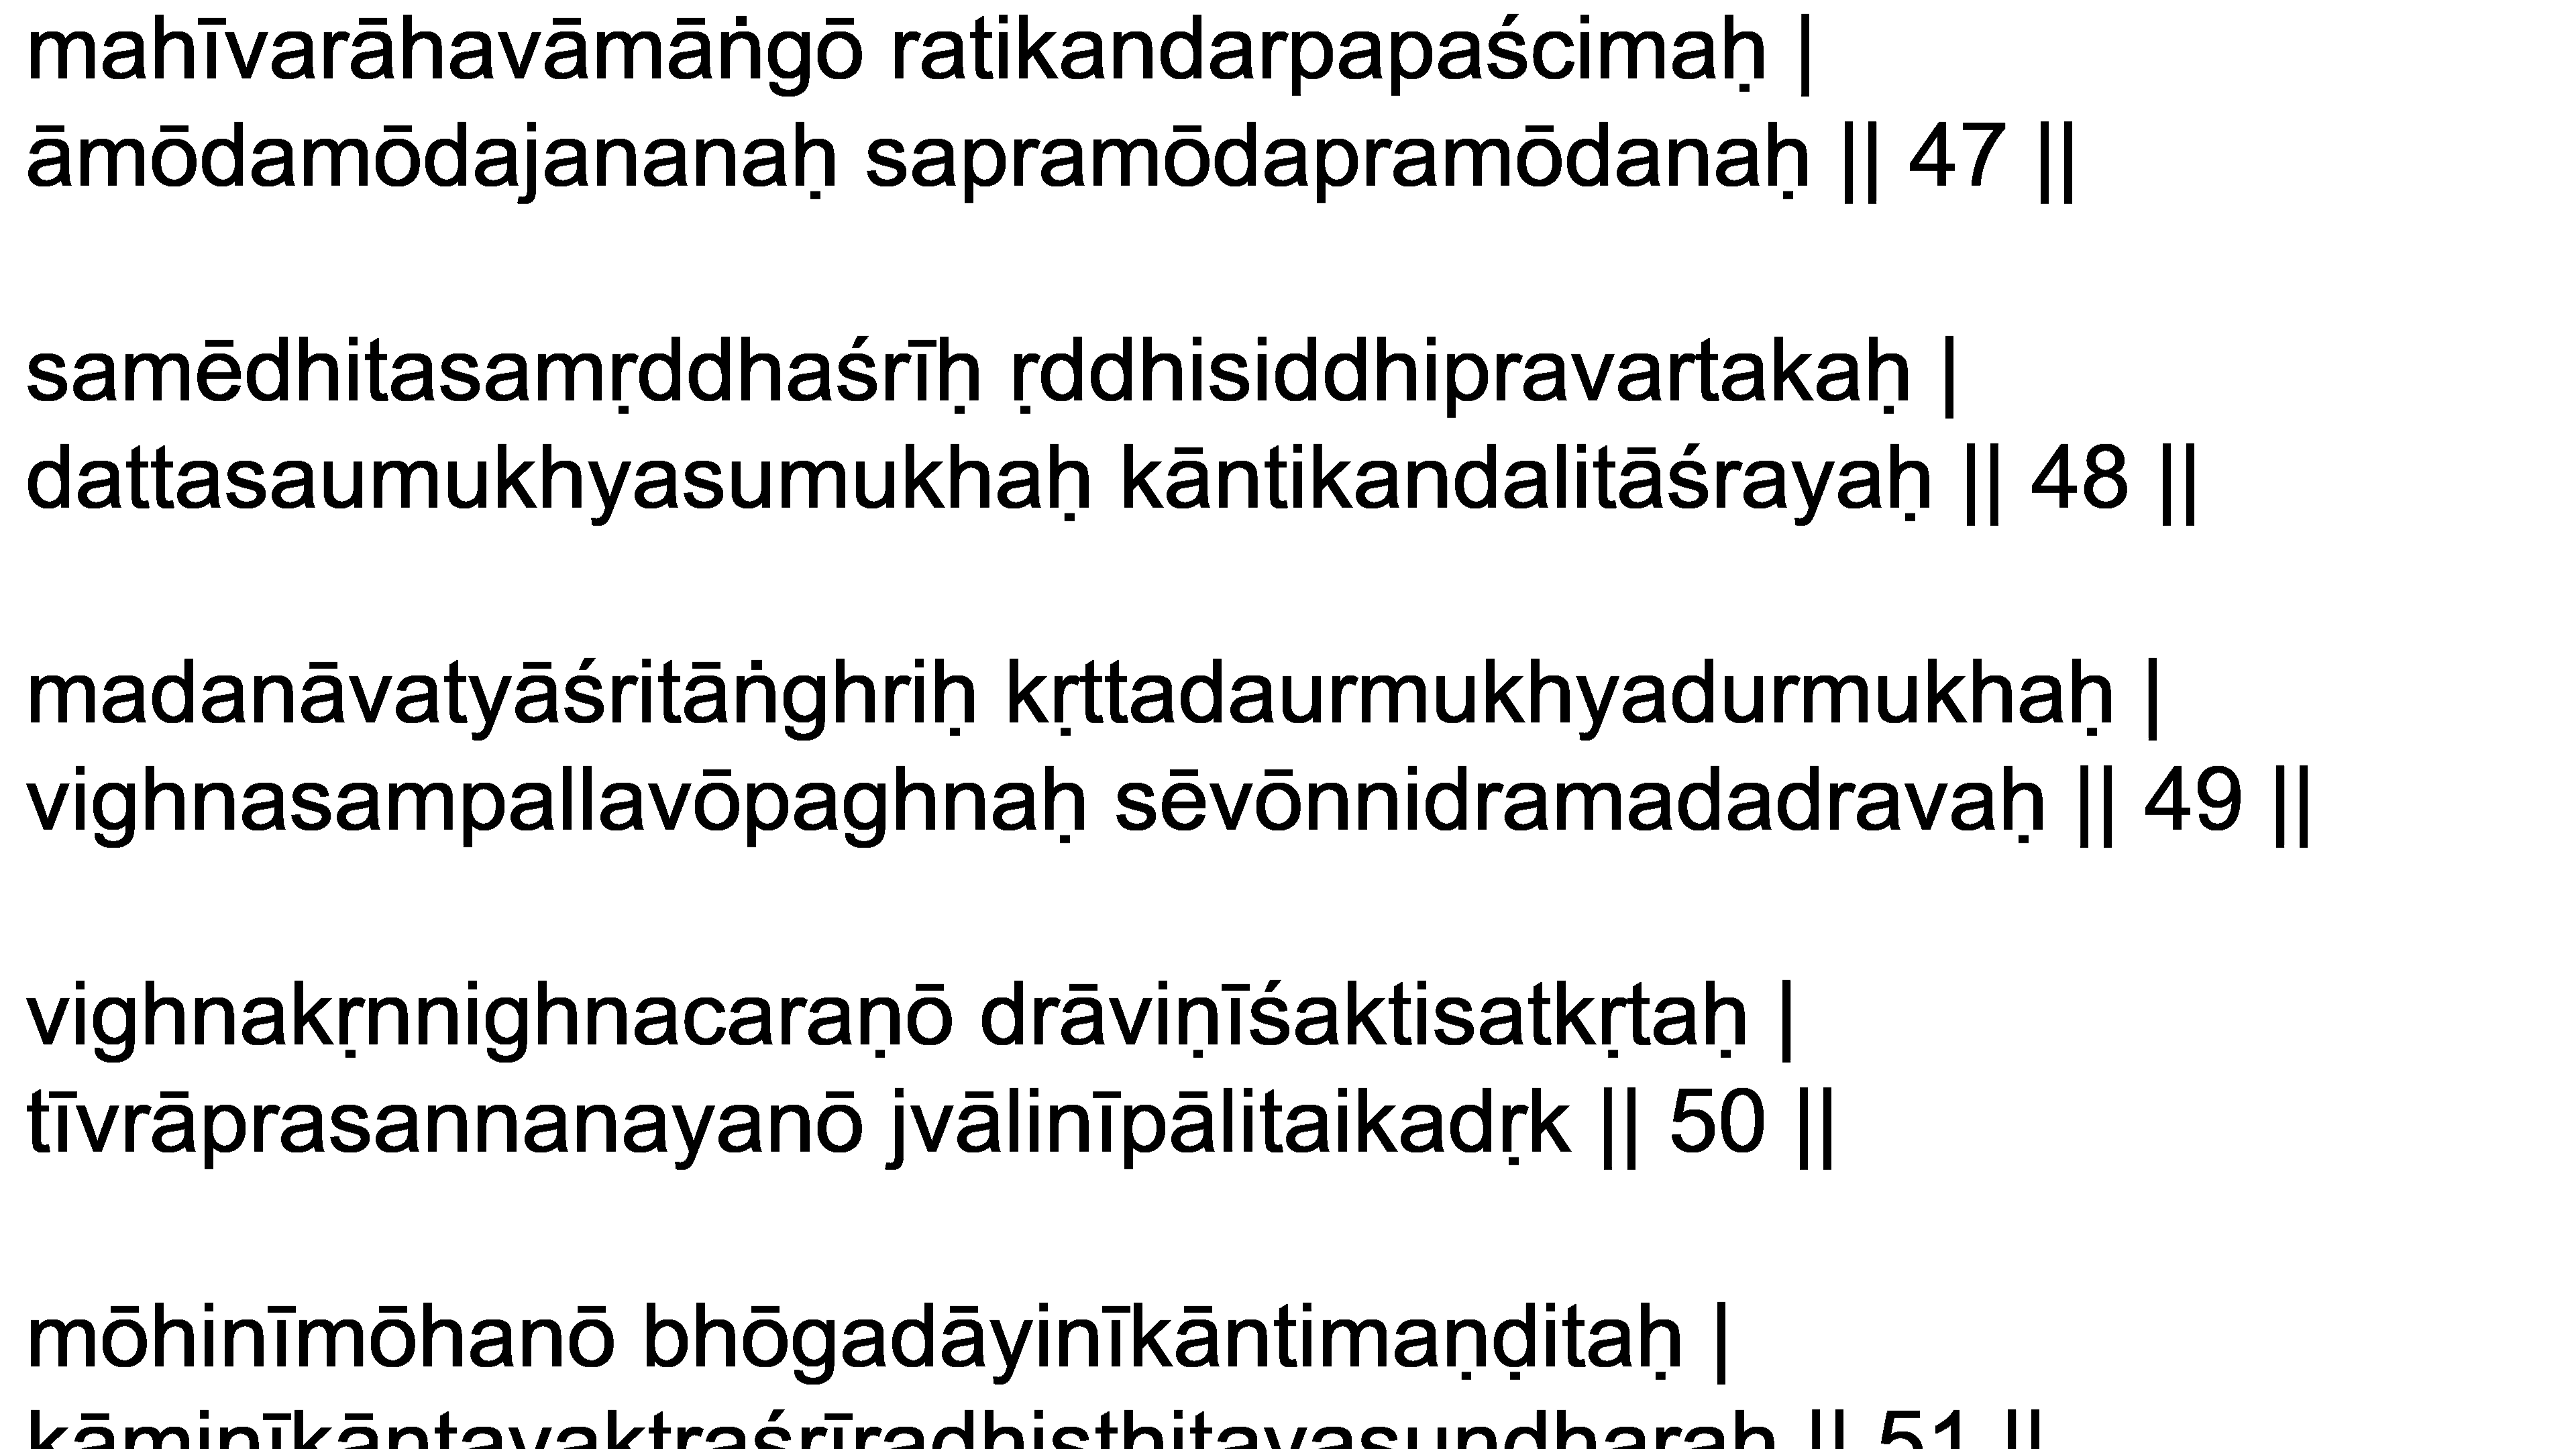 mahīvarāhavāmāṅgō ratikandarpapaścimaḥ |
āmōdamōdajananaḥ sapramōdapramōdanaḥ || 47 ||
samēdhitasamṛddhaśrīḥ ṛddhisiddhipravartakaḥ |
dattasaumukhyasumukhaḥ kāntikandalitāśrayaḥ || 48 ||
madanāvatyāśritāṅghriḥ kṛttadaurmukhyadurmukhaḥ |
vighnasampallavōpaghnaḥ sēvōnnidramadadravaḥ || 49 ||
vighnakṛnnighnacaraṇō drāviṇīśaktisatkṛtaḥ |
tīvrāprasannanayanō jvālinīpālitaikadṛk || 50 ||
mōhinīmōhanō bhōgadāyinīkāntimaṇḍitaḥ |
|| 51 ||